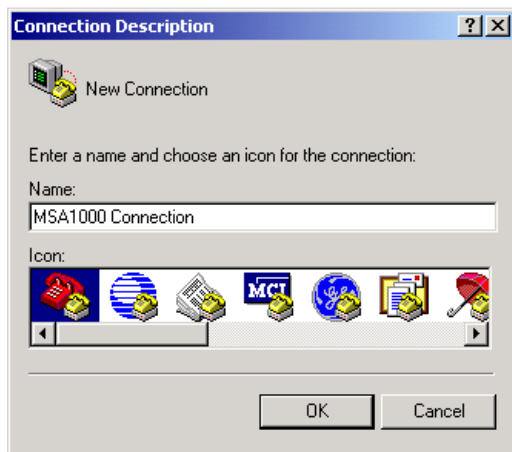 Connection Description
New Connection
Enter a name and choose an icon for the connection:
Name:
MSA1000 Connection
Icon:
MCI
OK
Cancel